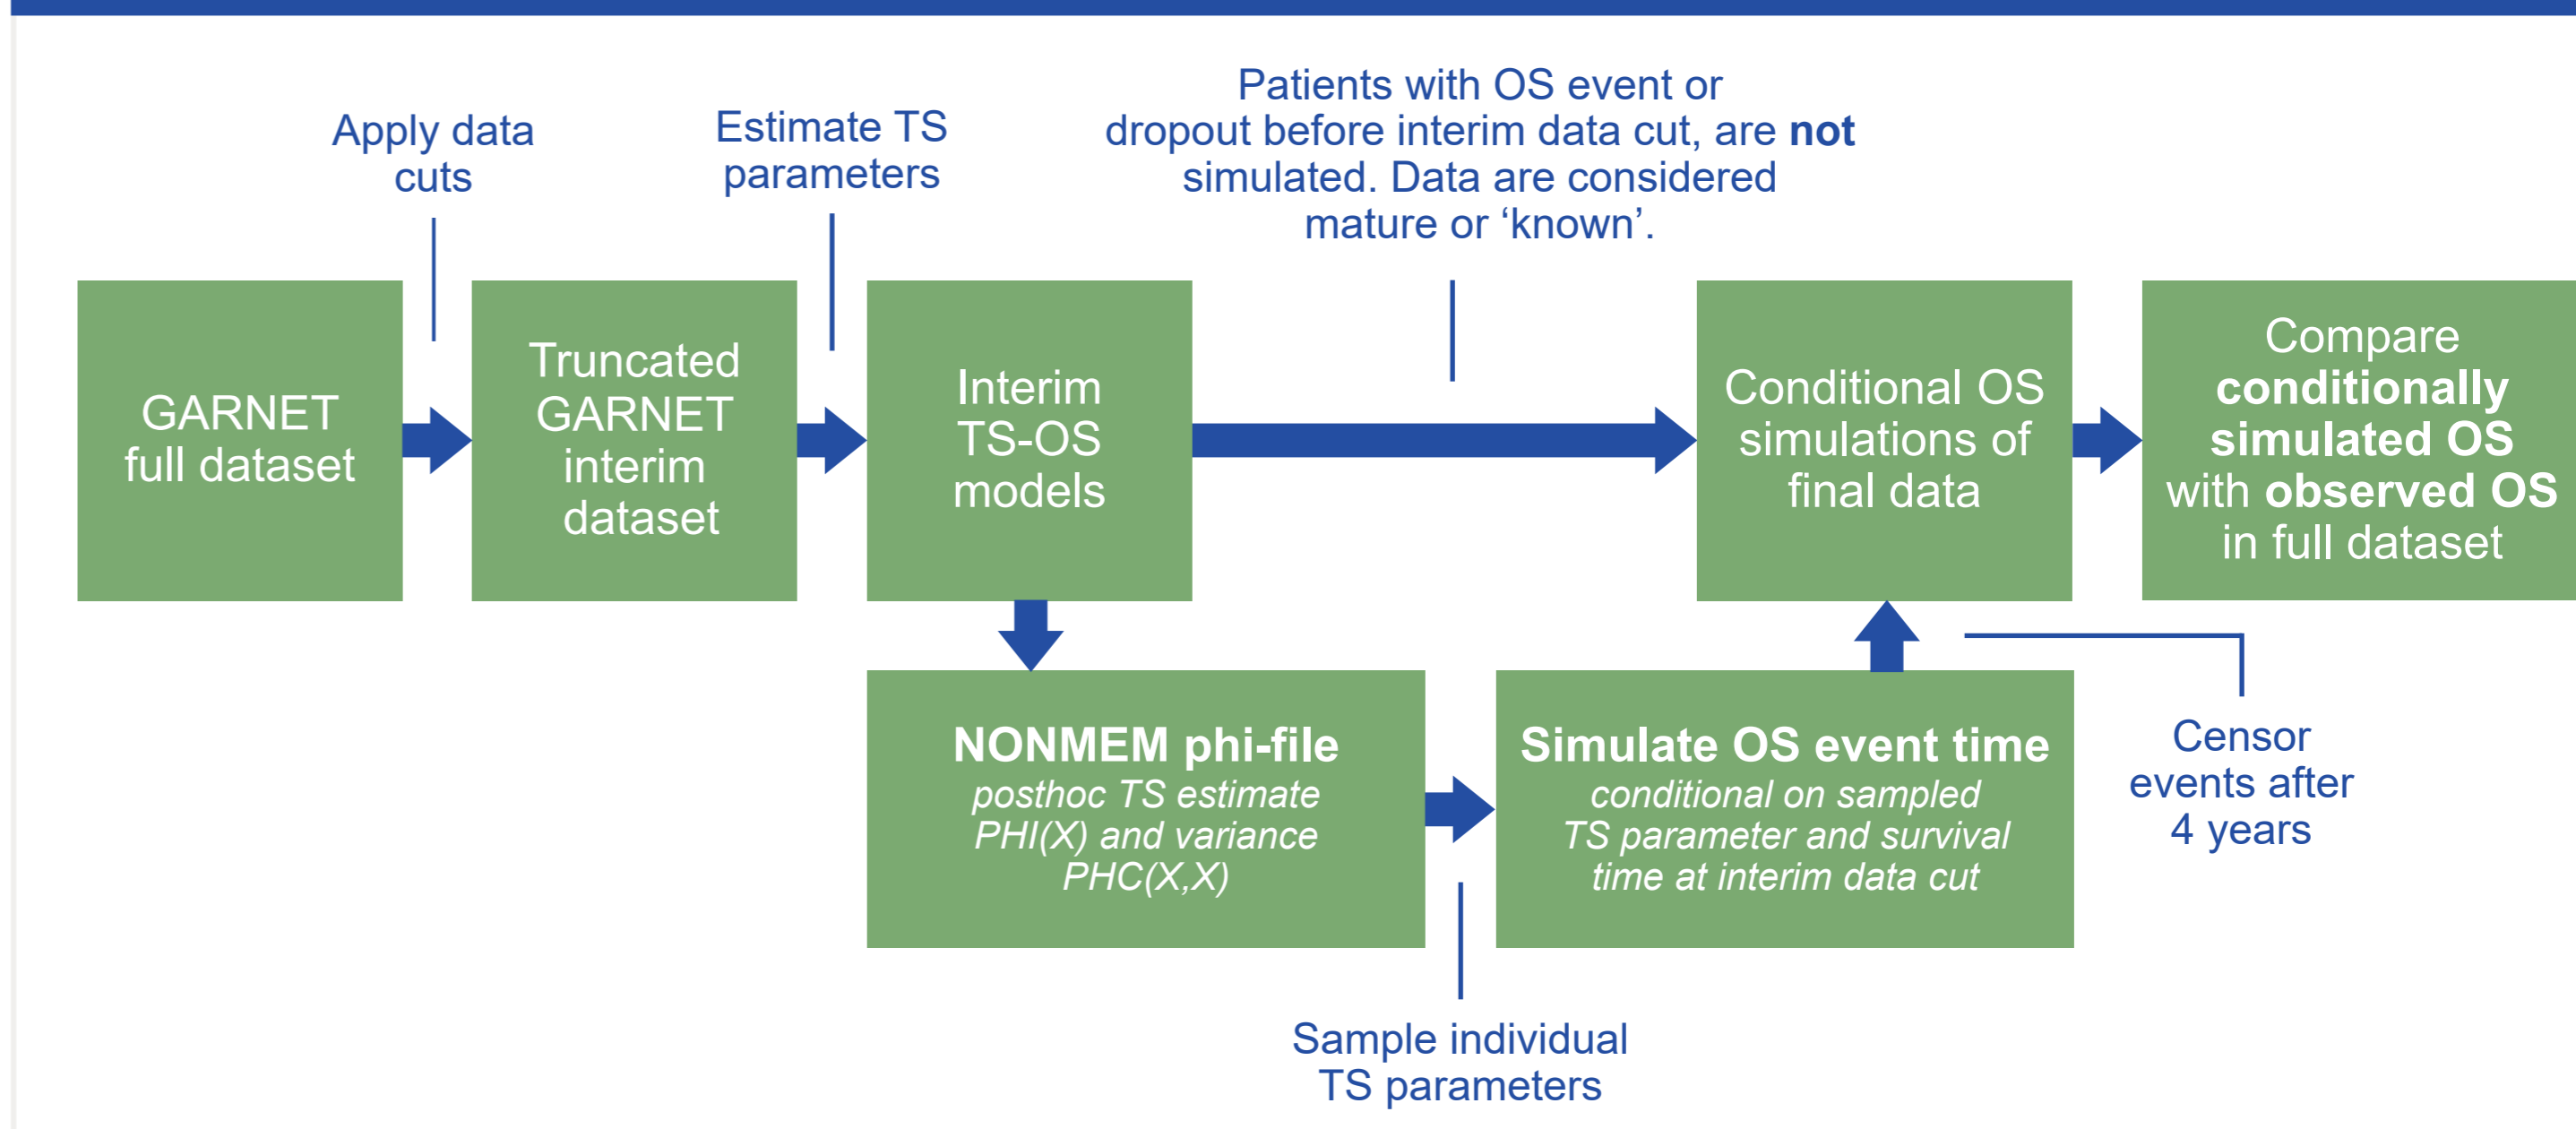 Apply data
cuts
Estimate TS
parameters
Patients with OS event or
dropout before interim data cut, are not
simulated. Data are considered
mature or ‘known’.
GARNET
full dataset
Truncated
GARNET
interim
dataset
Interim
TS-OS
models
Conditional OS
simulations of
final data
Compare
conditionally
simulated OS
with observed OS
in full dataset
NONMEM phi-file
posthoc TS estimate
PHI(X) and variance
PHC(X,X)
Simulate OS event time
conditional on sampled
TS parameter and survival
time at interim data cut
Censor
events after
4 years
Sample individual
TS parameters